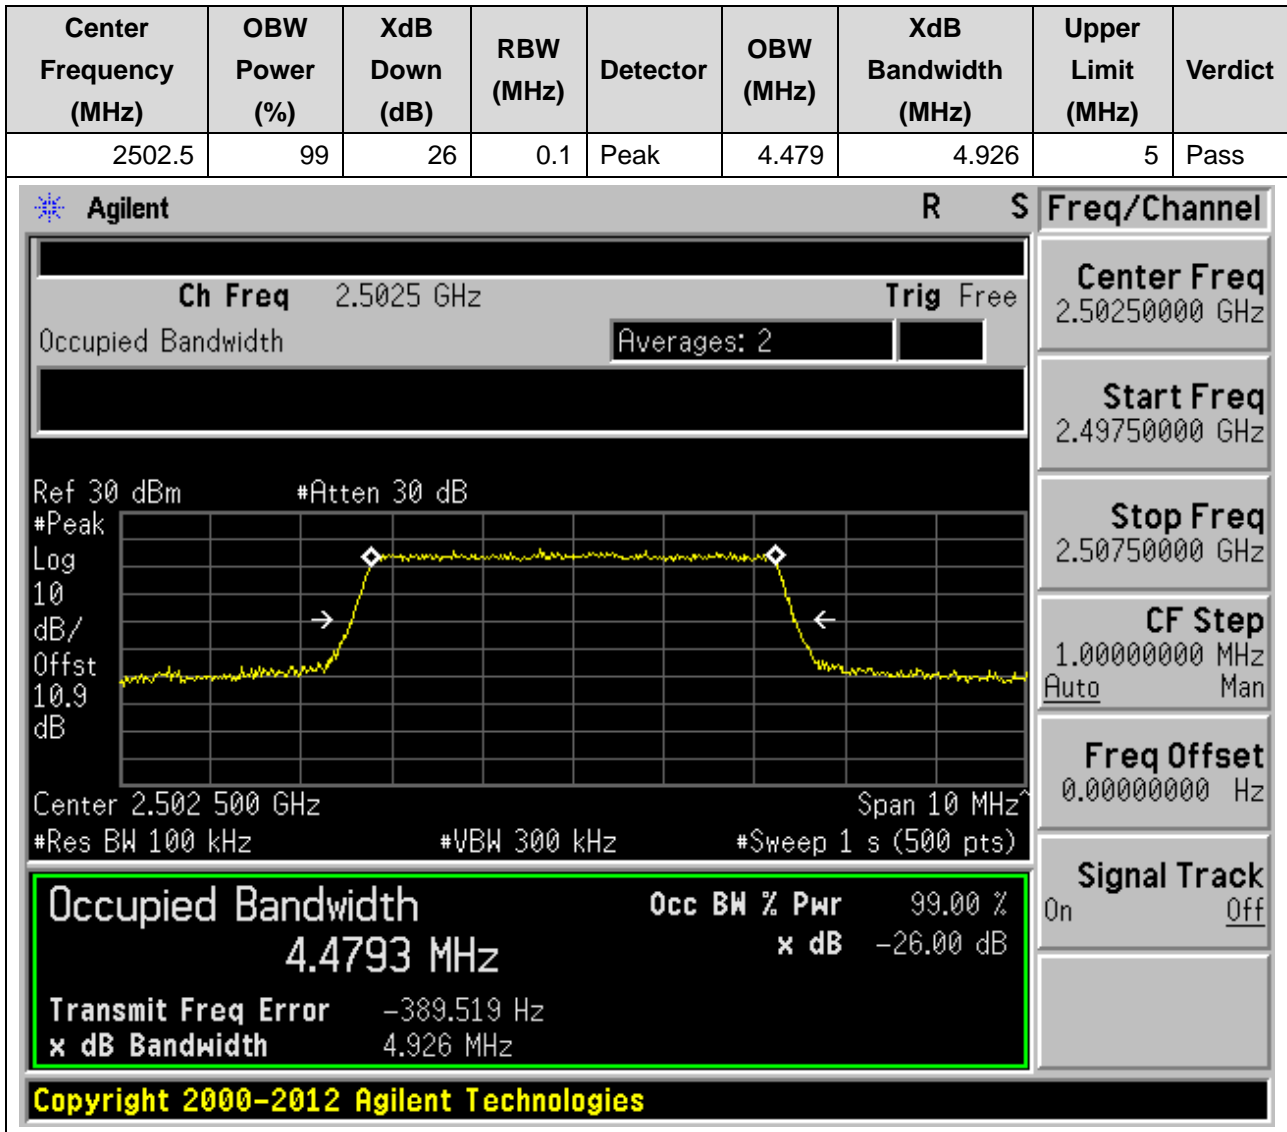 Center Frequency (MHz) OBW Power (%) XdB Down (dB) RBW (MHz) Detector OBW (MHz) XdB Bandwidth (MHz) Upper Limit (MHz) Verdict
2502.5 99 26 0.1 Peak 4.479 4.926 5 Pass
Agilent R S Freq/Channel
Ch Freq 2.5025 GHz Trig Free
Occupied Bandwidth Averages: 2
Center Freq
2.50250000 GHz
Start Freq
2.49750000 GHz
Stop Freq
2.50750000 GHz
CF Step
1.00000000 MHz
Auto Man
Freq Offset
0.00000000 Hz
Signal Track
On Off
Ref 30 dBm #Atten 30 dB
#Peak
Log
10
dB/
Offst
10.9
dB
Center 2.502 500 GHz Span 10 MHz^
#Res BW 100 kHz #VBW 300 kHz #Sweep 1 s (500 pts)
Occupied Bandwidth Occ BW % Pwr 99.00 %
4.4793 MHz x dB -26.00 dB
Transmit Freq Error -389.519 Hz
x dB Bandwidth 4.926 MHz
Copyright 2000-2012 Agilent Technologies